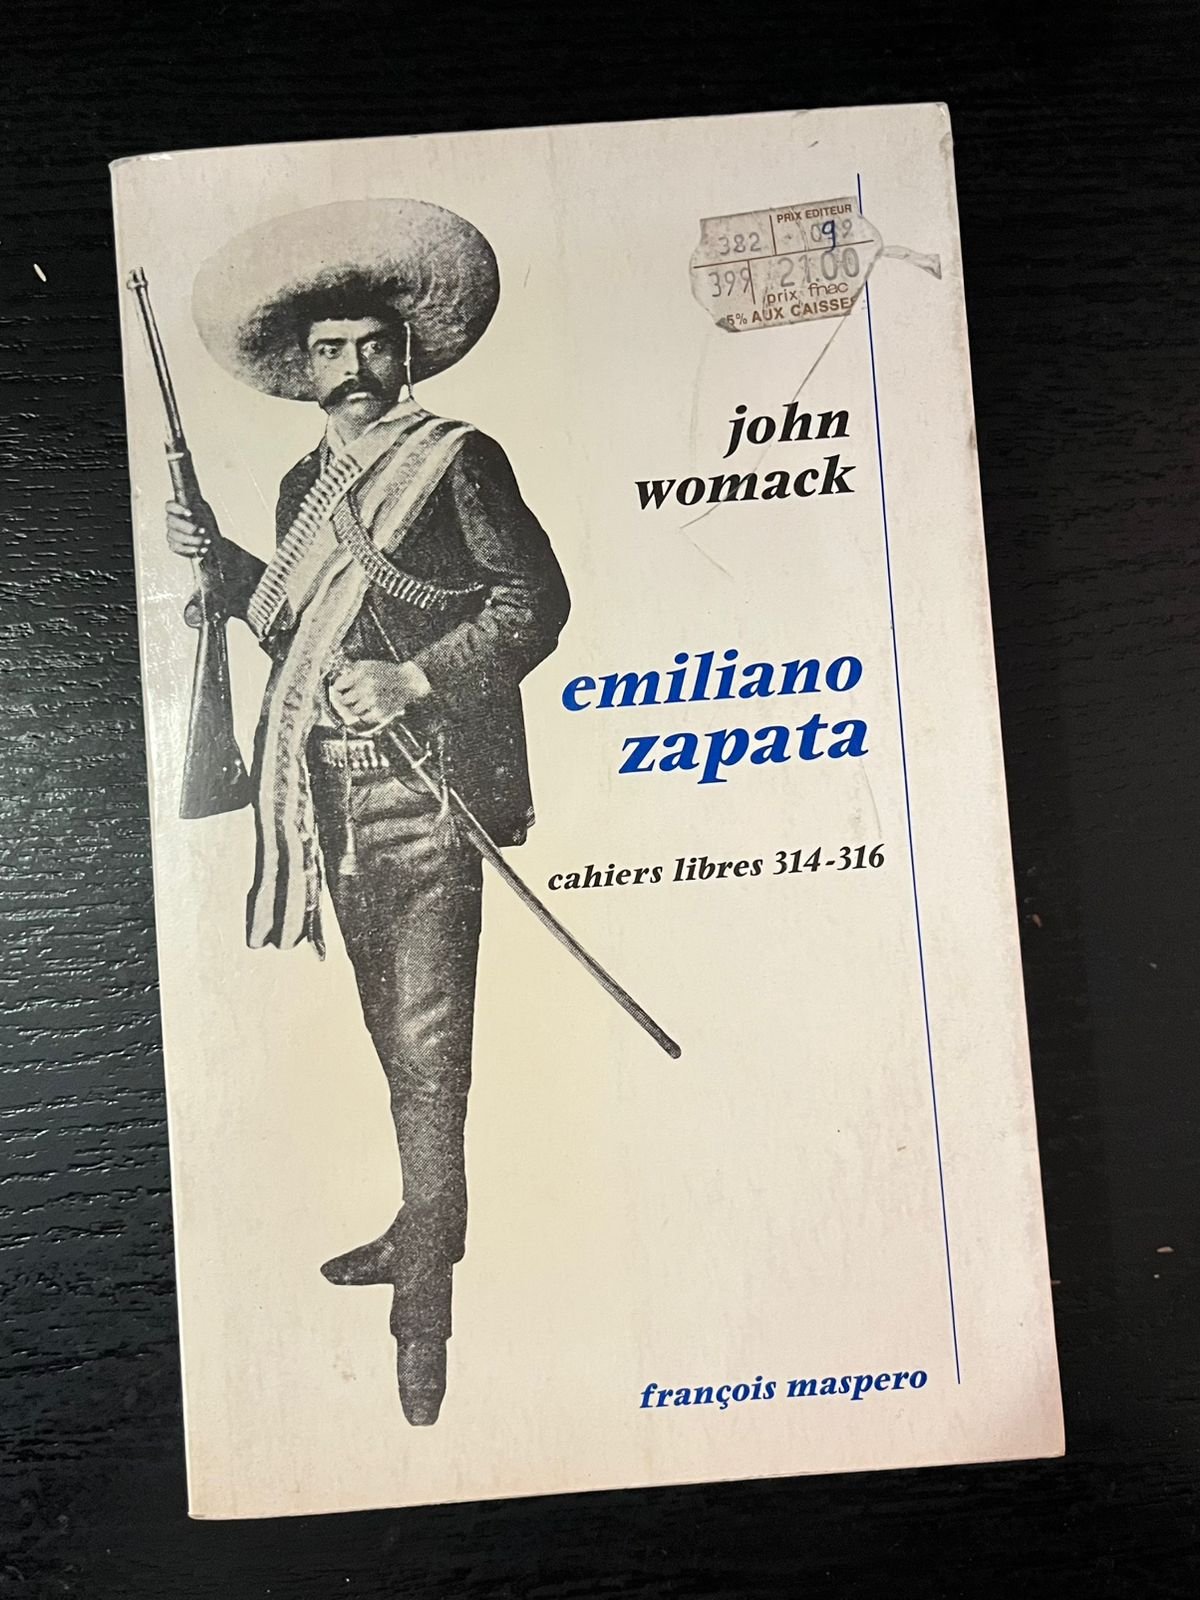 PRIX EDITEUR
382
399 21.00
prix fnac
5% AUX CAISSES
john
womack
emiliano
zapata
cahiers libres 314-316
françois maspero